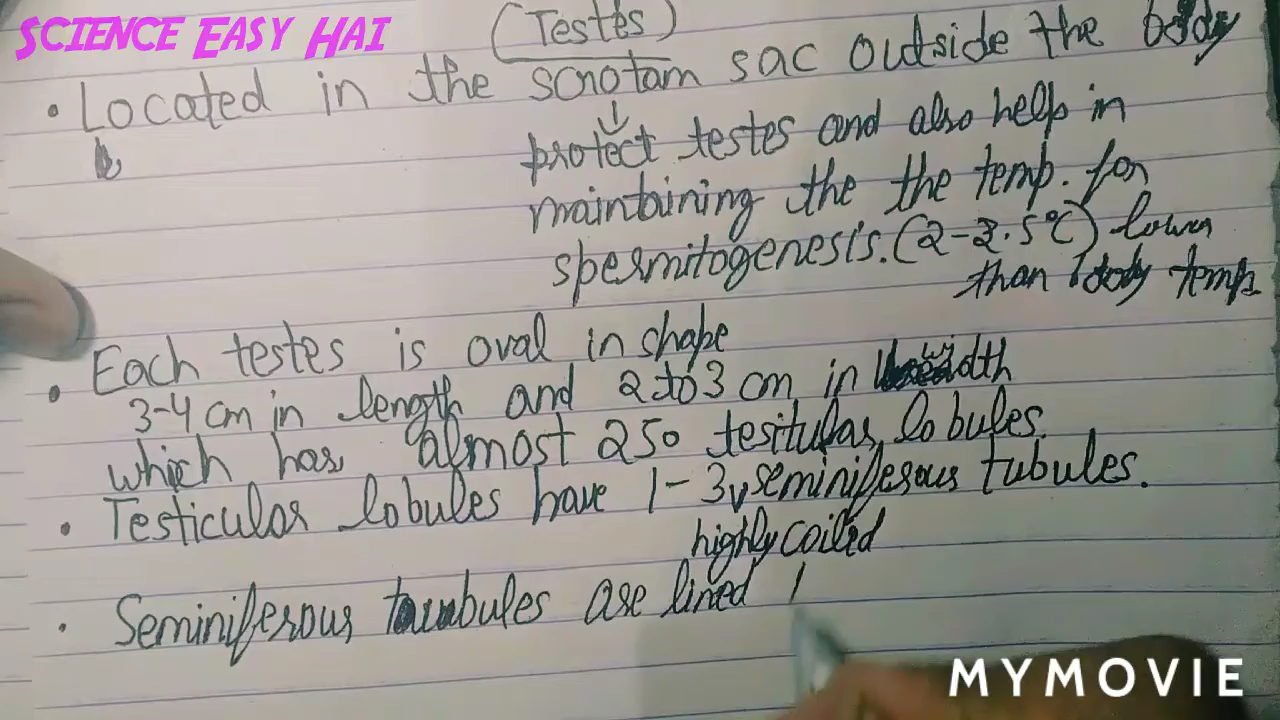 SCIENCE EASY HAI
(Testes)
• Located in the scrotam sac outside the body
protect testes and also help in
maintaining the the temp. for
spermitogenesis. (2-2.5°C) lower
than body temp.
• Each testes is oval in shape
3-4 cm in length and 2 to 3 cm in width
which has almost 250 tesitular lobules.
• Testicular lobules have 1-3 seminiferous tubules.
highly coiled
• Seminiferous tubules are lined
MYMOVIE